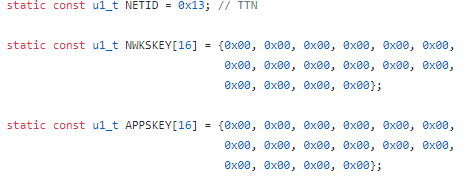 static const u1_t NETID = 0x13; // TTN
static const u1_t NWKSKEY[16] = {0x00, 0x00, 0x00, 0x00, 0x00, 0x00,
0x00, 0x00, 0x00, 0x00, 0x00, 0x00,
0x00, 0x00, 0x00, 0x00};
static const u1_t APPSKEY[16] = {0x00, 0x00, 0x00, 0x00, 0x00, 0x00,
0x00, 0x00, 0x00, 0x00, 0x00, 0x00,
0x00, 0x00, 0x00, 0x00};